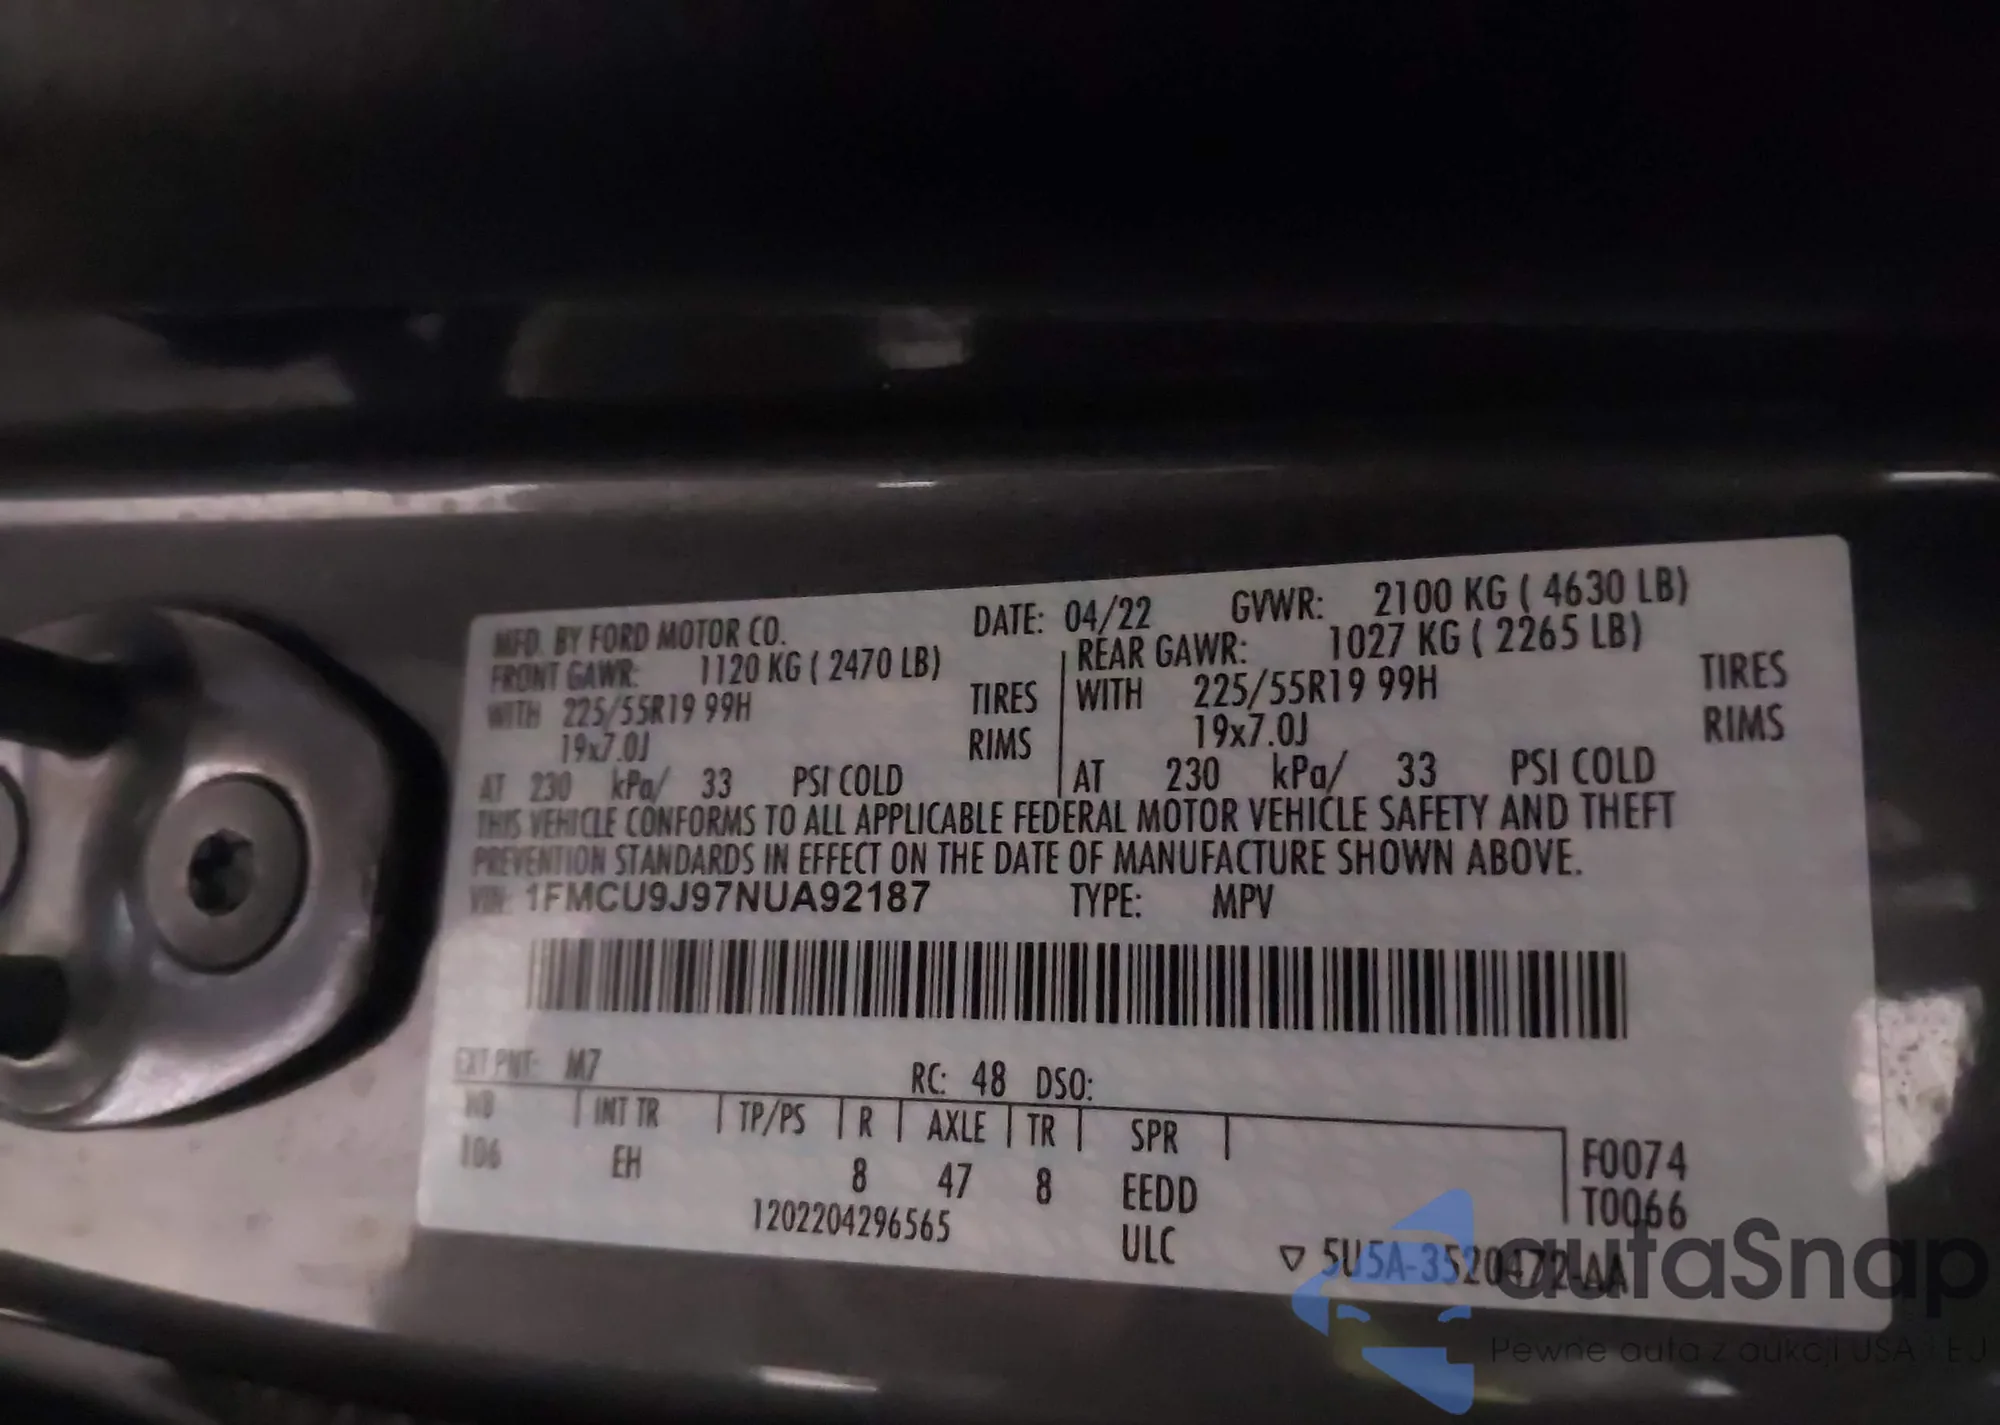 MFD. BY FORD MOTOR CO. DATE: 04/22 GVWR: 2100 KG ( 4630 LB)
FRONT GAWR: 1120 KG ( 2470 LB) REAR GAWR: 1027 KG ( 2265 LB)
WITH 225/55R19 99H TIRES WITH 225/55R19 99H TIRES
19x7.0J RIMS 19x7.0J RIMS
AT 230 kPa/ 33 PSI COLD AT 230 kPa/ 33 PSI COLD
THIS VEHICLE CONFORMS TO ALL APPLICABLE FEDERAL MOTOR VEHICLE SAFETY AND THEFT
PREVENTION STANDARDS IN EFFECT ON THE DATE OF MANUFACTURE SHOWN ABOVE.
VIN: 1FMCU9J97NUA92187 TYPE: MPV
EXT PNT: M7 RC: 48 DSO:
WB INT TR TP/PS R AXLE TR SPR F0074
106 EH 8 47 8 EEDD T0066
1202204296565 ULC ▽ 5U5A-3520472-AA
autaSnap
Pewne auta z aukcji USA i EU